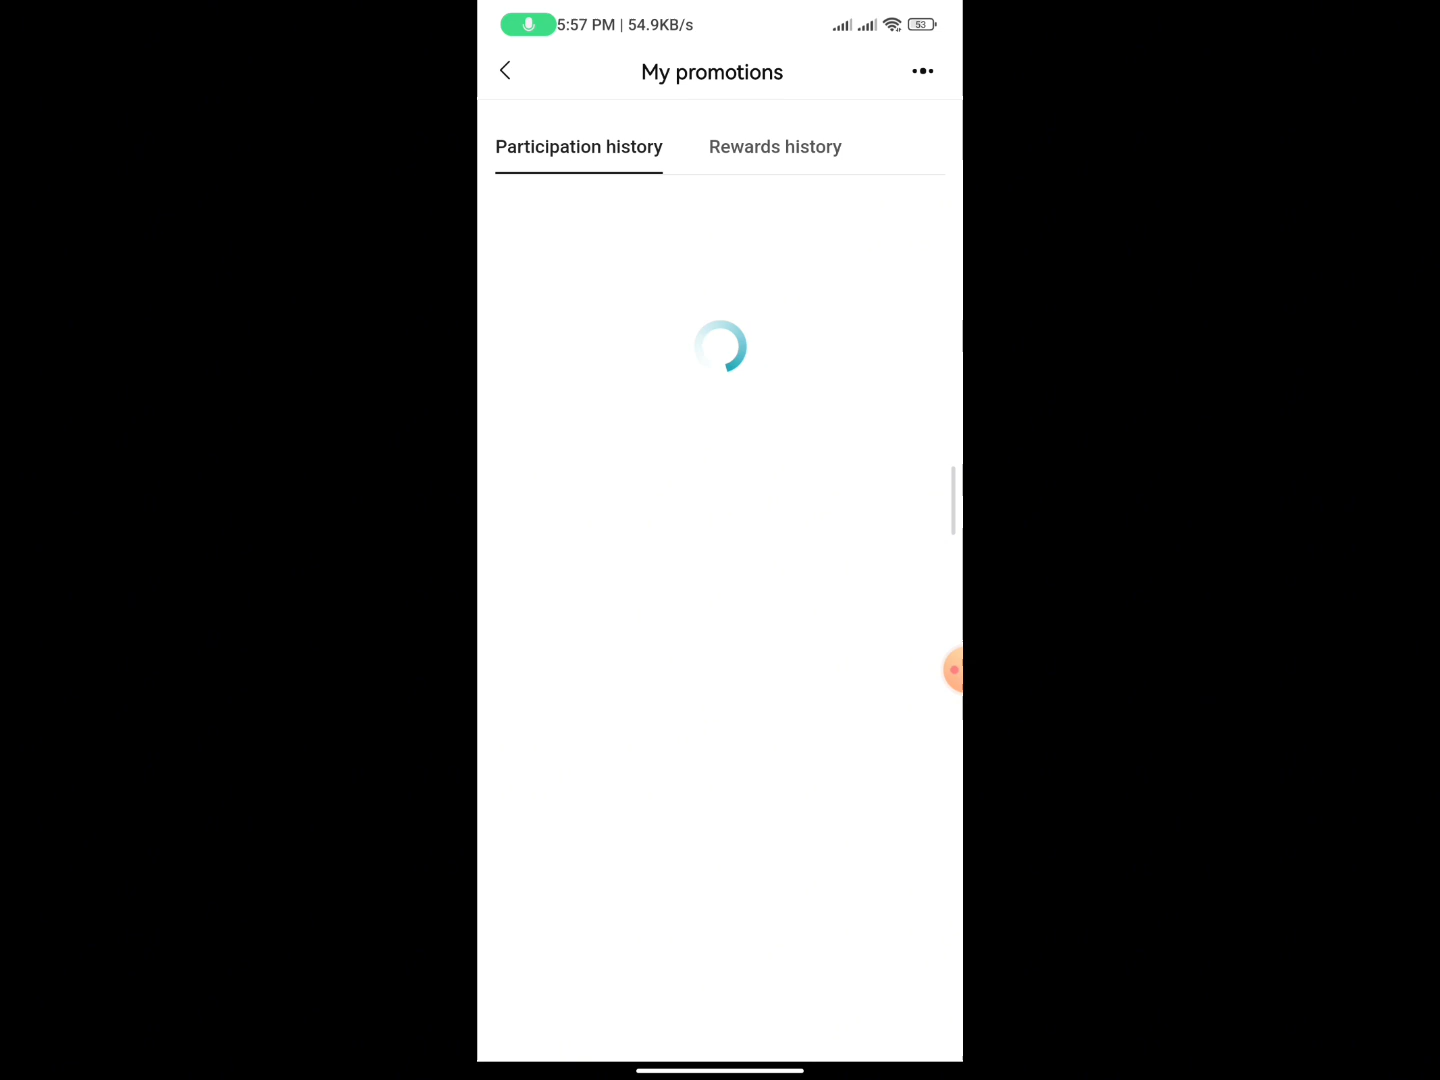 5:57 PM | 54.9KB/s 53
My promotions
Participation history Rewards history